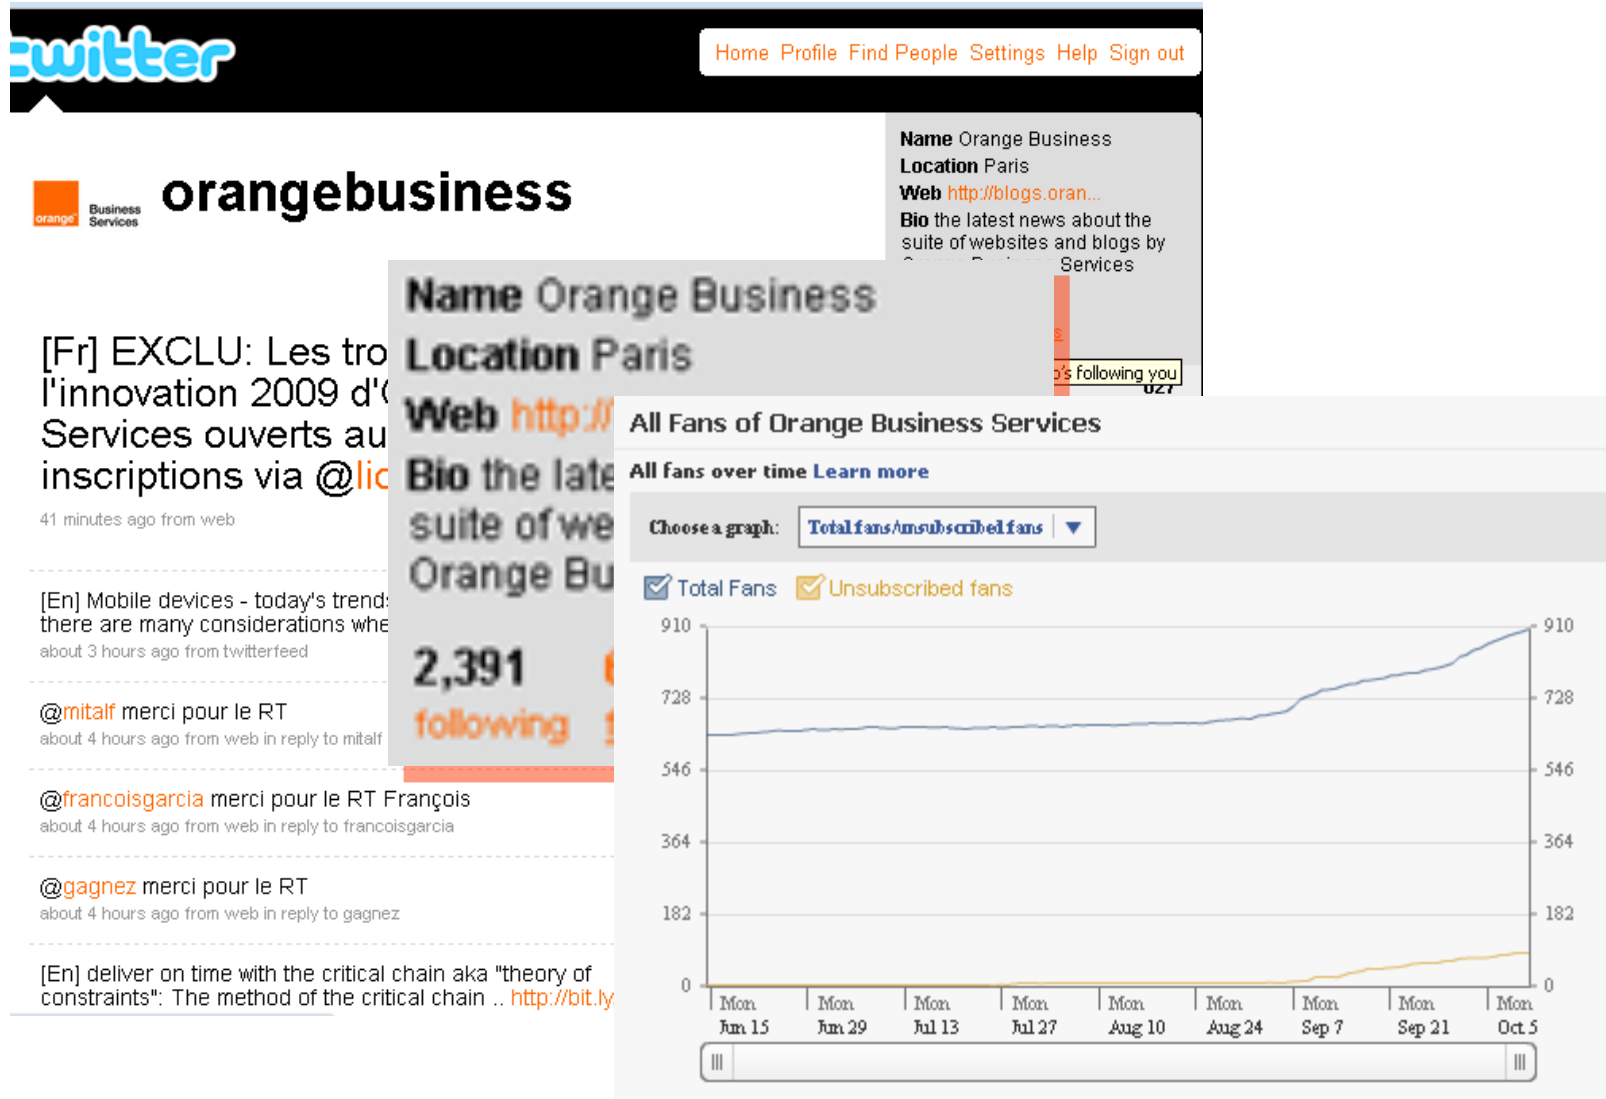 twitter
Home Profile Find People Settings Help Sign out
Name Orange Business
Location Paris
Web http://blogs.oran...
Bio the latest news about the
suite of websites and blogs by
Services
orange™ Business
Services
orangebusiness
[Fr] EXCLU: Les tro
l'innovation 2009 d'
Services ouverts au
inscriptions via @lic
41 minutes ago from web
[En] Mobile devices - today's trends
there are many considerations whe
about 3 hours ago from twitterfeed
@mitalf merci pour le RT
about 4 hours ago from web in reply to mitalf
@francoisgarcia merci pour le RT François
about 4 hours ago from web in reply to francoisgarcia
@gagnez merci pour le RT
about 4 hours ago from web in reply to gagnez
[En] deliver on time with the critical chain aka "theory of
constraints": The method of the critical chain .. http://bit.ly
Name Orange Business
Location Paris
Web http://
Bio the late
suite of we
Orange Bu
2,391
following
o's following you
All Fans of Orange Business Services
All fans over time Learn more
Choose a graph: Total fans/unsubscribed fans
Total Fans Unsubscribed fans
910 910
728 728
546 546
364 364
182 182
0 0
Mon Mon Mon Mon Mon Mon Mon Mon Mon
Jun 15 Jun 29 Jul 13 Jul 27 Aug 10 Aug 24 Sep 7 Sep 21 Oct 5